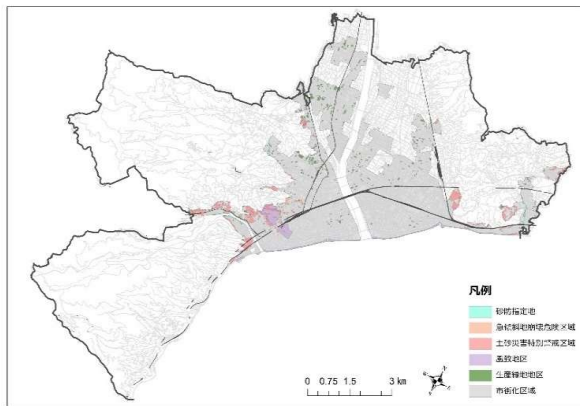 凡例
砂防指定地
急傾斜地崩壊危険区域
土砂災害特別警戒区域
風致地区
生産緑地地区
市街化区域
0 0.75 1.5 3 km